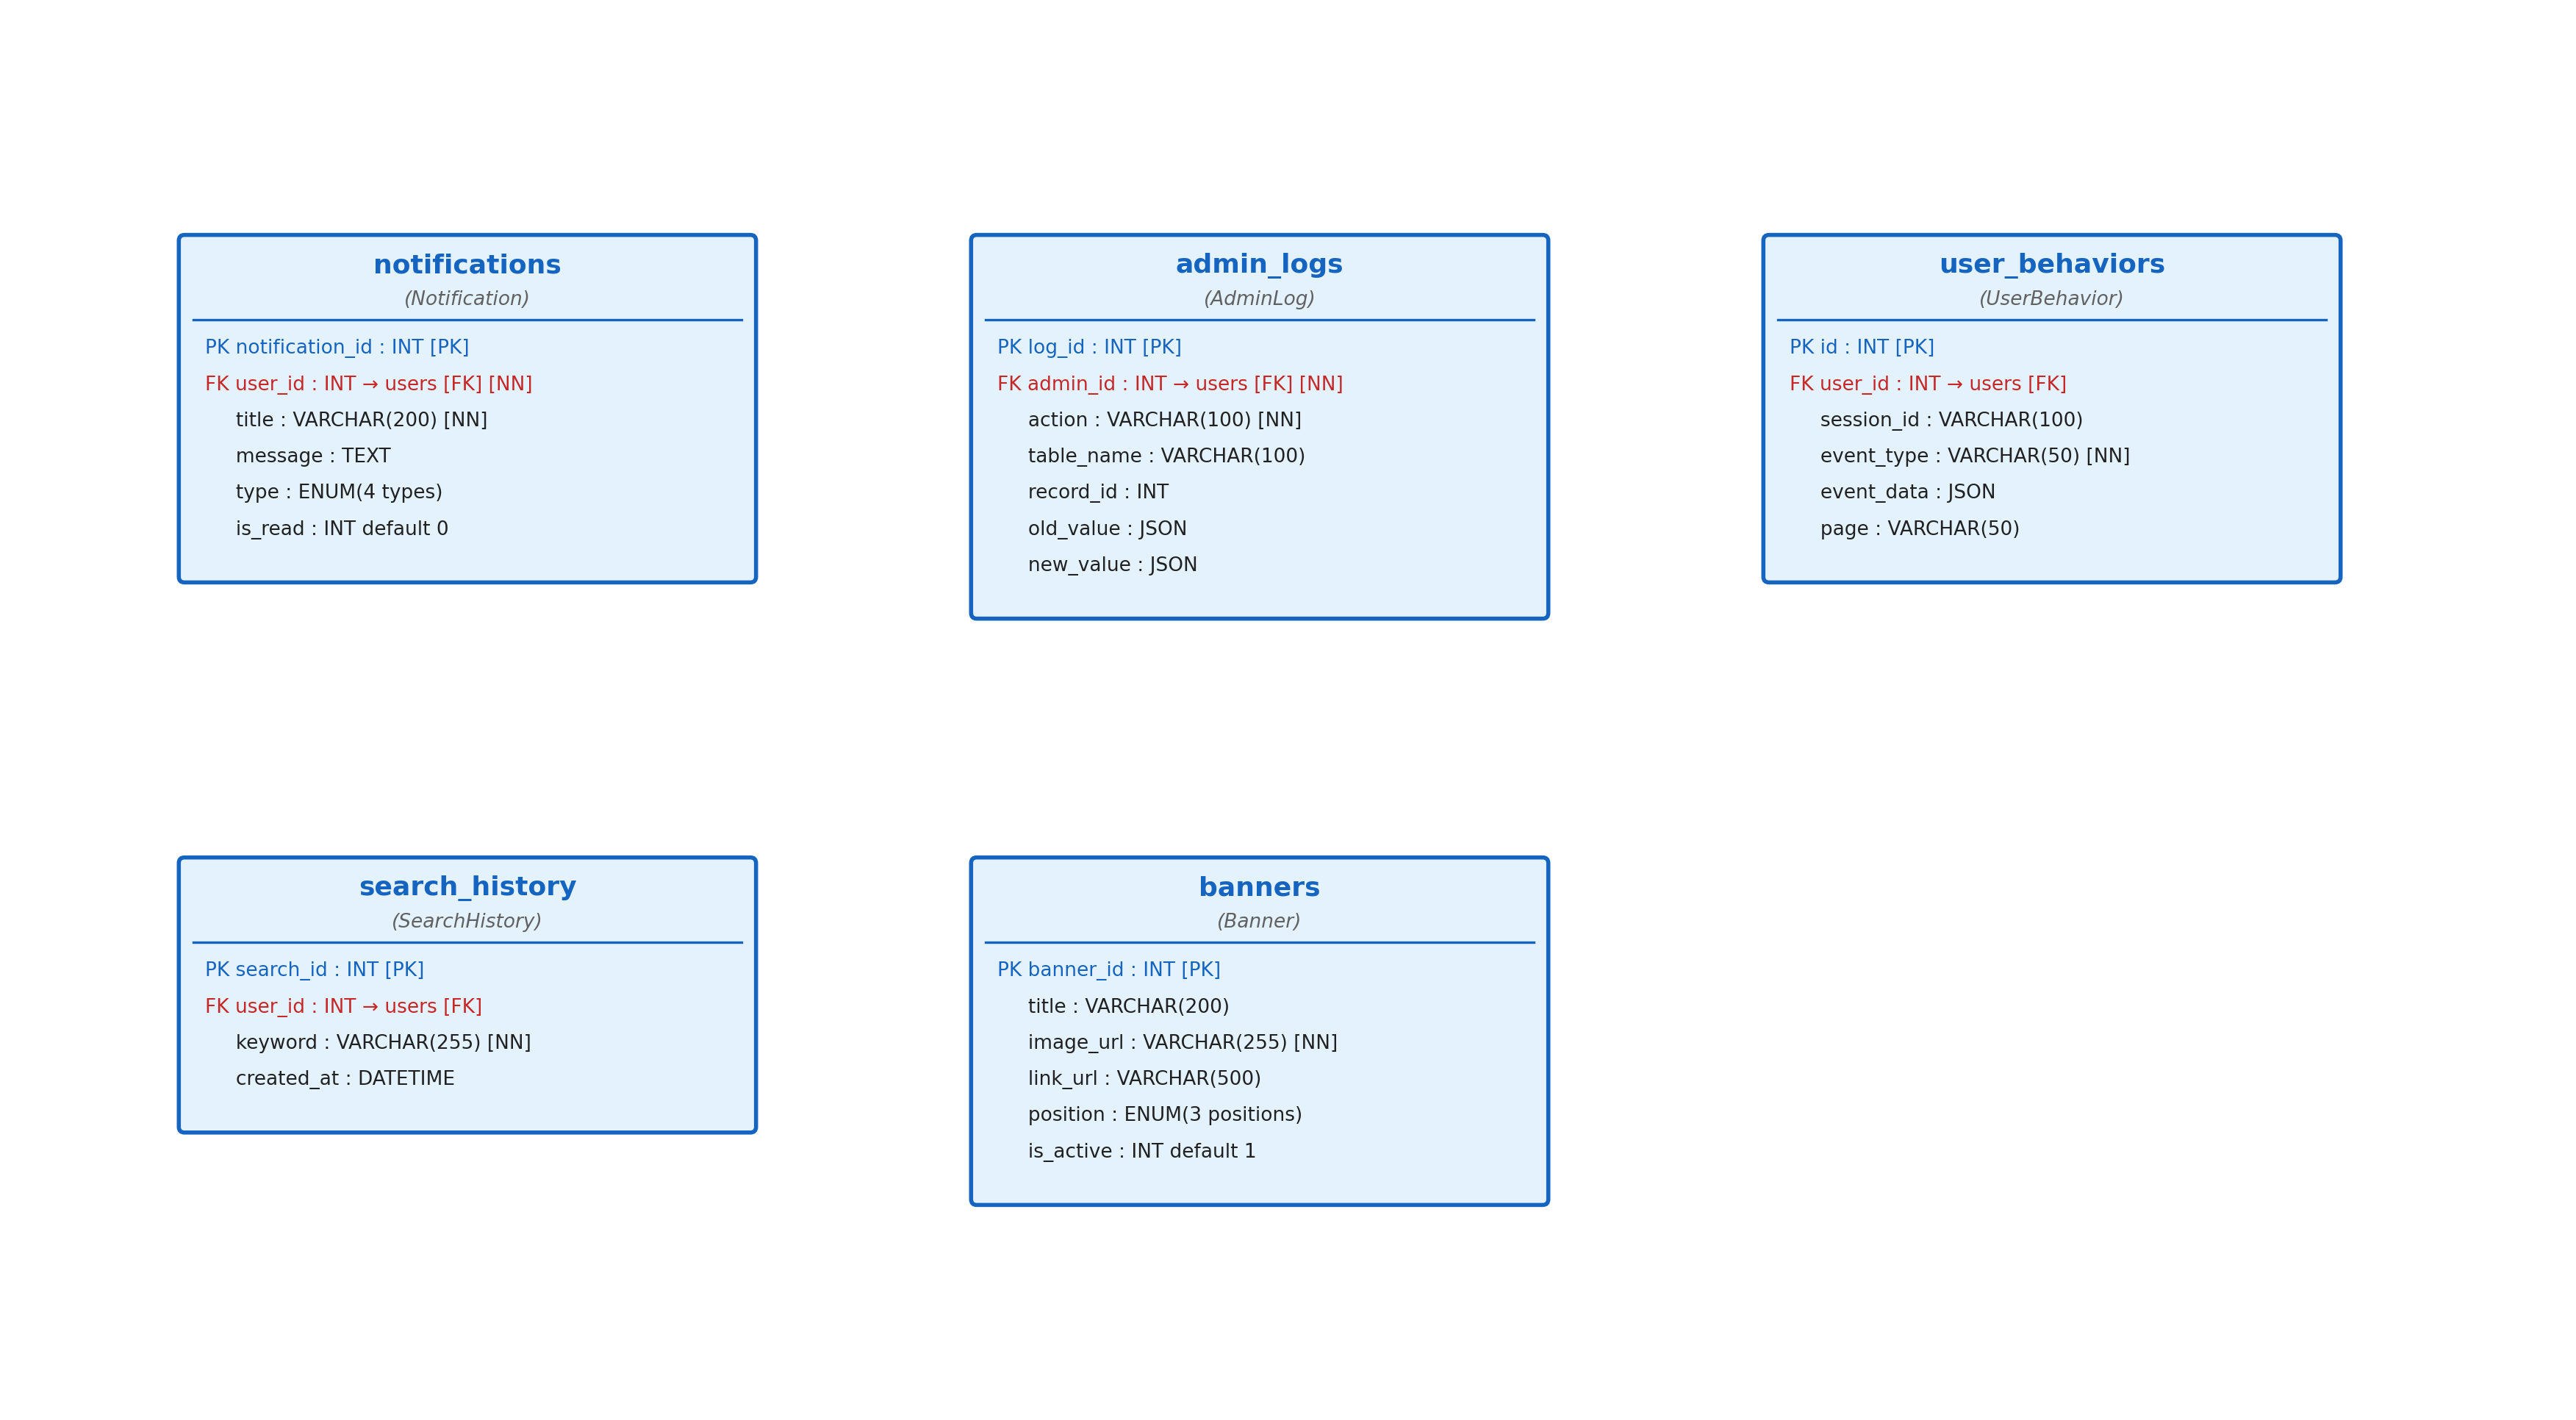 notifications
(Notification)
PK notification_id : INT [PK]
FK user_id : INT → users [FK] [NN]
title : VARCHAR(200) [NN]
message : TEXT
type : ENUM(4 types)
is_read : INT default 0
admin_logs
(AdminLog)
PK log_id : INT [PK]
FK admin_id : INT → users [FK] [NN]
action : VARCHAR(100) [NN]
table_name : VARCHAR(100)
record_id : INT
old_value : JSON
new_value : JSON
user_behaviors
(UserBehavior)
PK id : INT [PK]
FK user_id : INT → users [FK]
session_id : VARCHAR(100)
event_type : VARCHAR(50) [NN]
event_data : JSON
page : VARCHAR(50)
search_history
(SearchHistory)
PK search_id : INT [PK]
FK user_id : INT → users [FK]
keyword : VARCHAR(255) [NN]
created_at : DATETIME
banners
(Banner)
PK banner_id : INT [PK]
title : VARCHAR(200)
image_url : VARCHAR(255) [NN]
link_url : VARCHAR(500)
position : ENUM(3 positions)
is_active : INT default 1